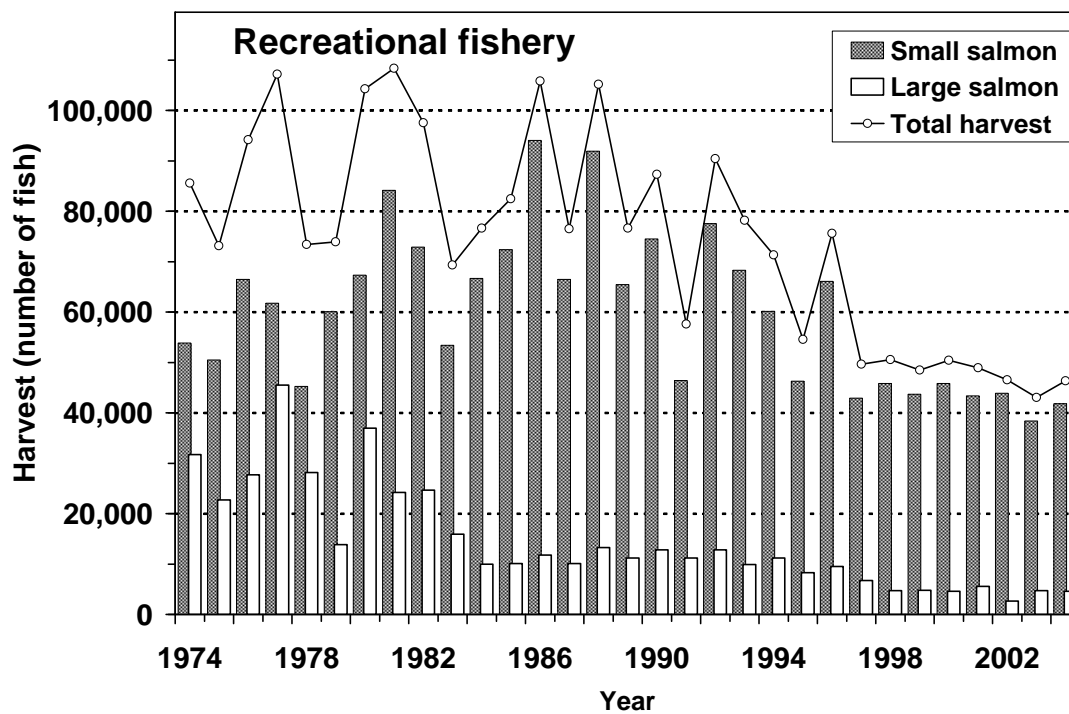 Recreational fishery
Small salmon
Large salmon
Total harvest
Harvest (number of fish)
100,000
80,000
60,000
40,000
20,000
0
1974 1978 1982 1986 1990 1994 1998 2002
Year